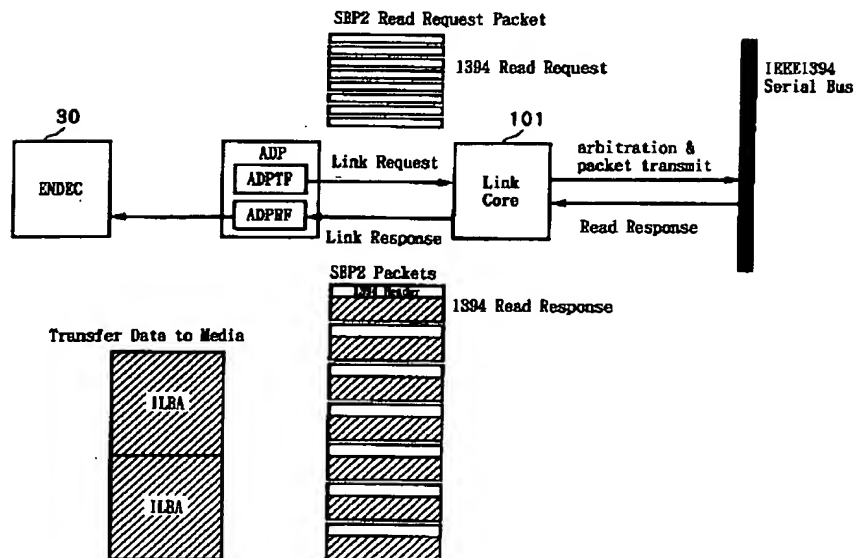 SBP2 Read Request Packet
1394 Read Request
IEEE1394
Serial Bus
30
ENDEC
ADP
ADPTF
ADPRF
Link Request
Link Response
101
Link
Core
arbitration &
packet transmit
Read Response
SBP2 Packets
1394 Header
1394 Read Response
Transfer Data to Media
1LBA
1LBA